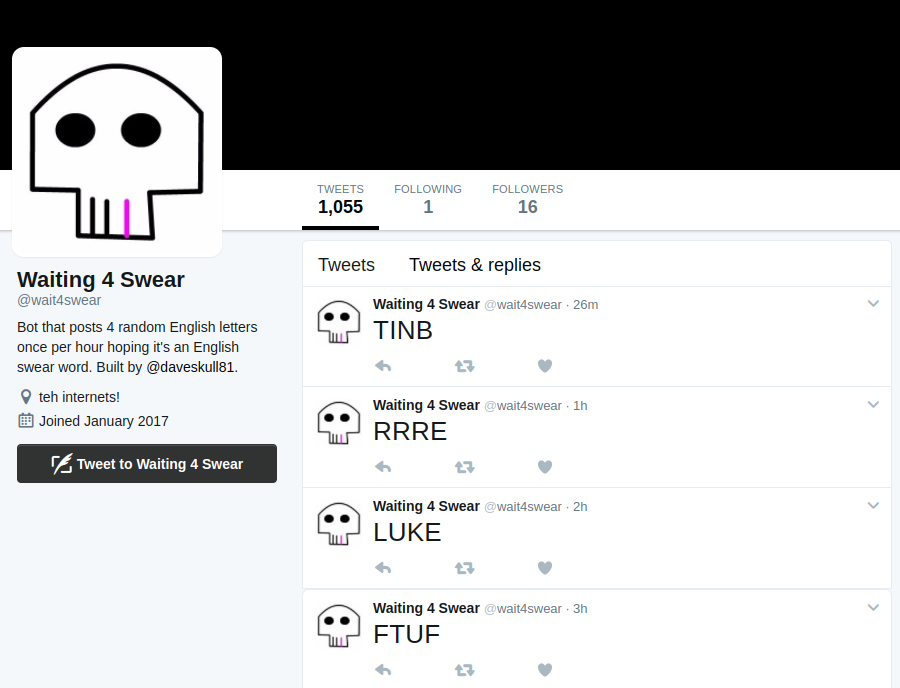 TWEETS FOLLOWING FOLLOWERS
1,055 1 16
Waiting 4 Swear
@wait4swear
Bot that posts 4 random English letters
once per hour hoping it's an English
swear word. Built by @daveskull81.
teh internets!
Joined January 2017
Tweet to Waiting 4 Swear
Tweets Tweets & replies
Waiting 4 Swear @wait4swear · 26m
TINB
Waiting 4 Swear @wait4swear · 1h
RRRE
Waiting 4 Swear @wait4swear · 2h
LUKE
Waiting 4 Swear @wait4swear · 3h
FTUF